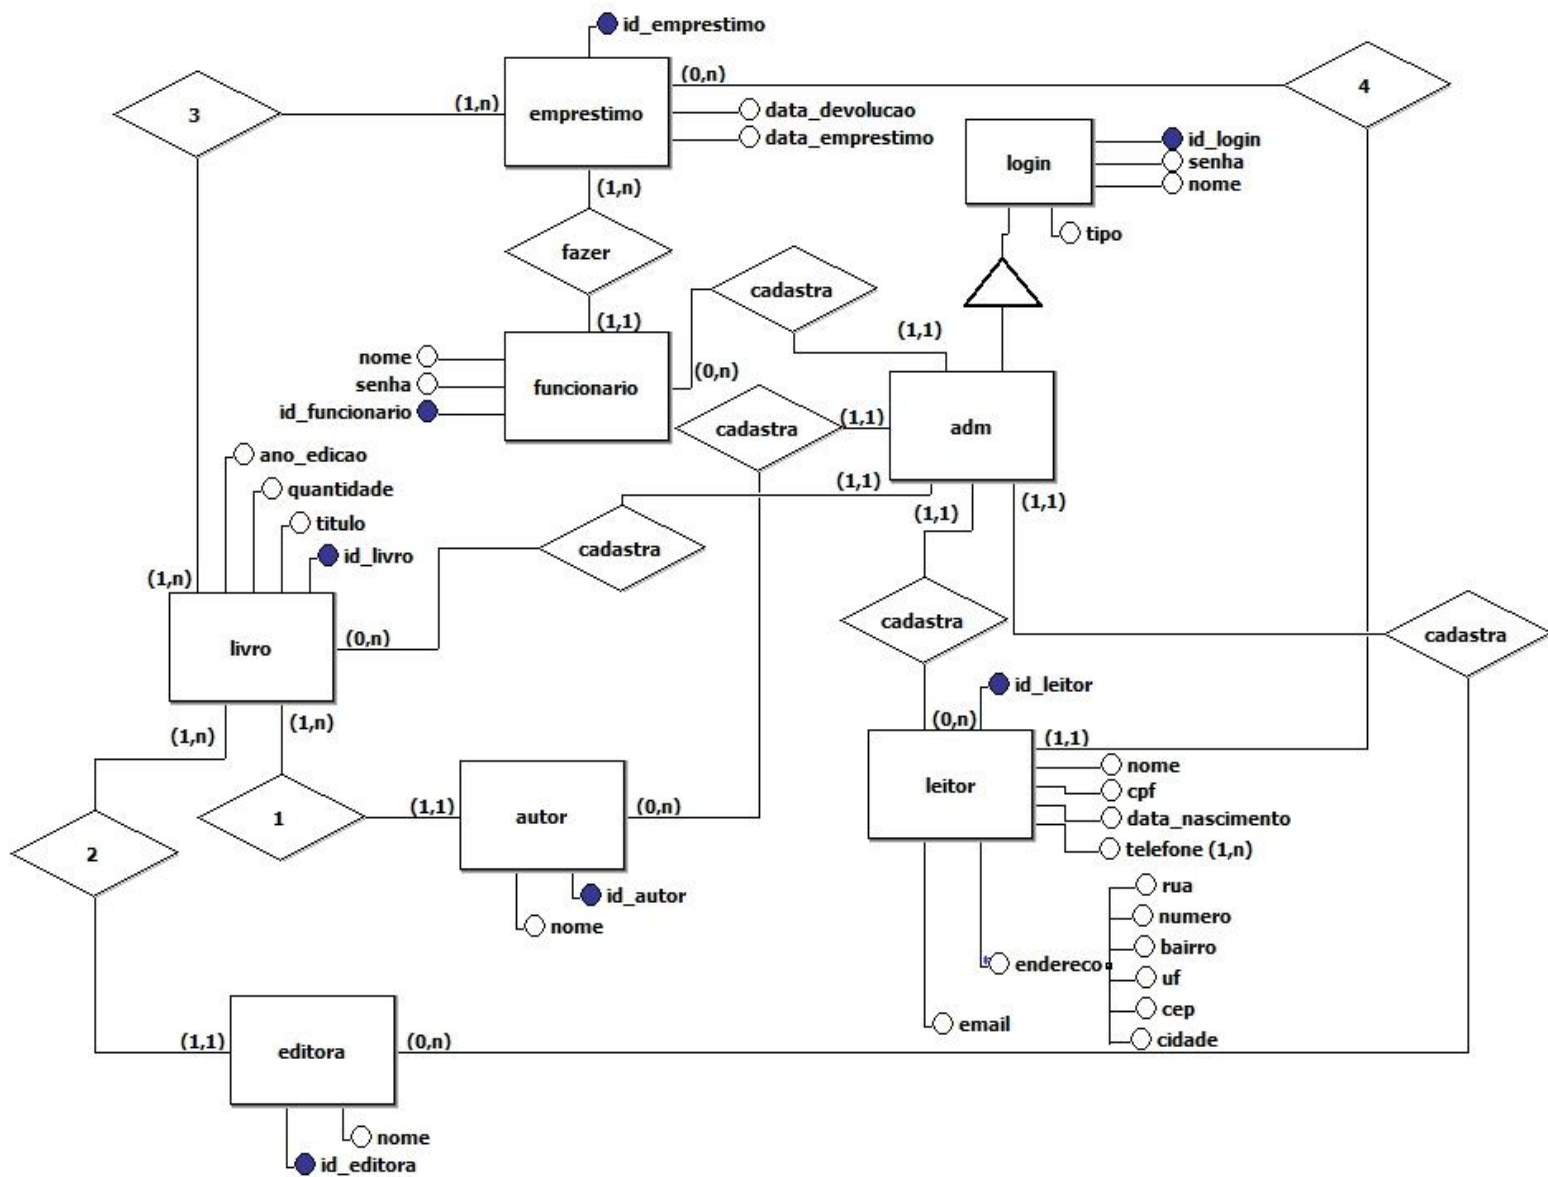 id_emprestimo
(0,n)
3
(1,n)
emprestimo
data_devolucao
data_emprestimo
4
login
id_login
senha
nome
tipo
(1,n)
fazer
cadastra
(1,1)
(1,1)
nome
senha
id_funcionario
funcionario
(0,n)
cadastra
(1,1)
adm
ano_edicao
quantidade
titulo
id_livro
(1,1)
(1,1)
(1,1)
cadastra
(1,n)
livro
(0,n)
cadastra
cadastra
id_leitor
(1,n)
(1,n)
(0,n)
(1,1)
leitor
nome
cpf
data_nascimento
telefone (1,n)
1
(1,1)
autor
(0,n)
2
id_autor
nome
rua
numero
bairro
*
endereco
uf
cep
cidade
email
(1,1)
editora
(0,n)
nome
id_editora